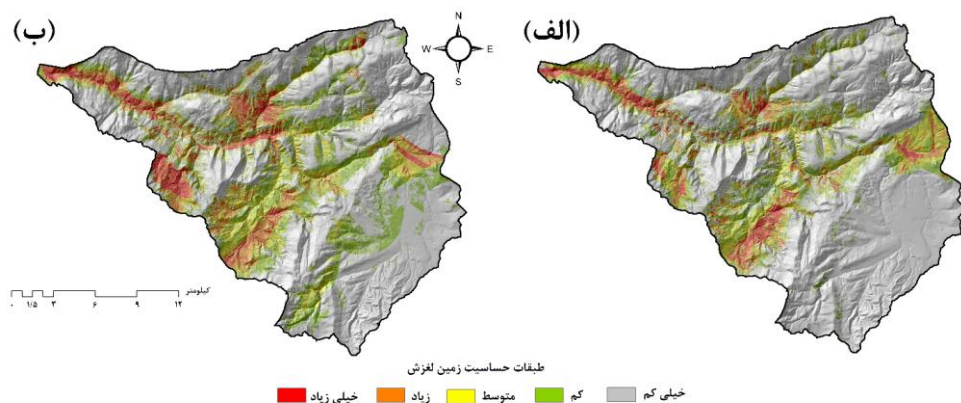 (الف)
(ب)
N
W E
S
کیلومتر
۰ ۱/۵ ۳ ۶ ۹ ۱۲
طبقات حساسیت زمین لغزش
خیلی کم
کم
متوسط
زیاد
خیلی زیاد